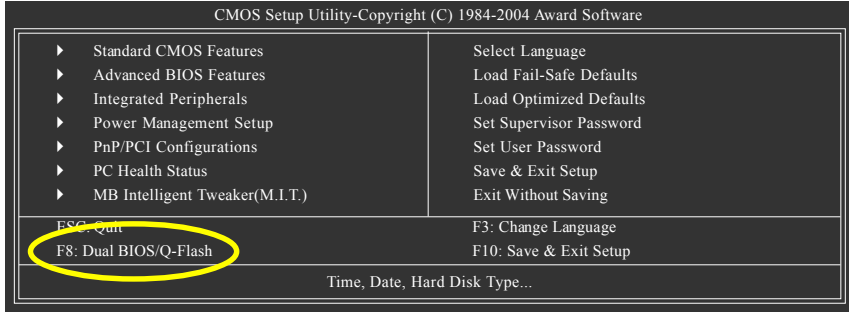 CMOS Setup Utility-Copyright (C) 1984-2004 Award Software
Standard CMOS Features
Advanced BIOS Features
Integrated Peripherals
Power Management Setup
PnP/PCI Configurations
PC Health Status
MB Intelligent Tweaker(M.I.T.)
Select Language
Load Fail-Safe Defaults
Load Optimized Defaults
Set Supervisor Password
Set User Password
Save & Exit Setup
Exit Without Saving
ESC: Quit
F3: Change Language
F8: Dual BIOS/Q-Flash
F10: Save & Exit Setup
Time, Date, Hard Disk Type...